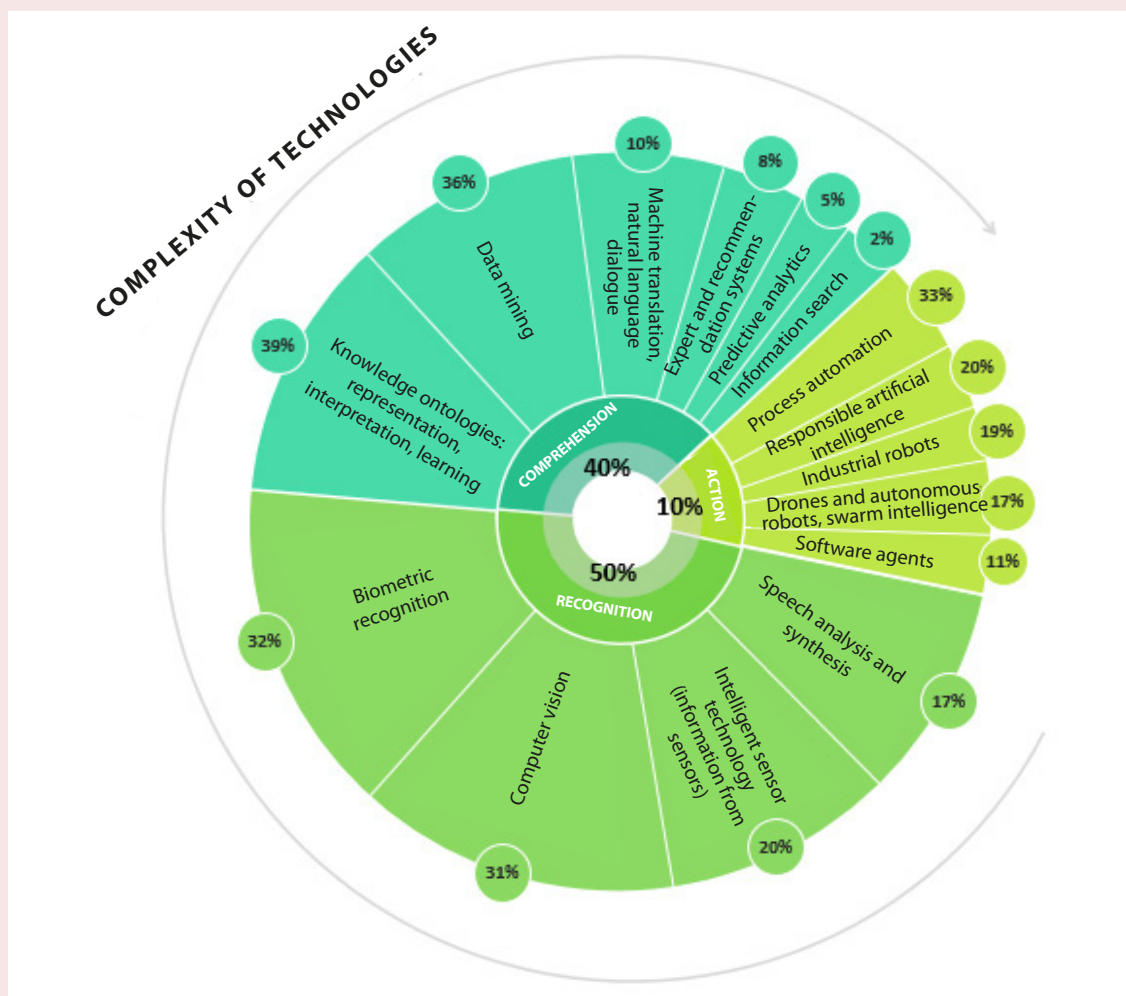 COMPLEXITY OF TECHNOLOGIES
10%
8%
5%
2%
36%
39%
33%
20%
19%
17%
11%
17%
20%
31%
32%
Machine translation,
natural language
dialogue
Expert and recommen-
dation systems
Predictive analytics
Information search
Data mining
Knowledge ontologies:
representation,
interpretation, learning
Process automation
Responsible artificial
intelligence
Industrial robots
Drones and autonomous
robots, swarm intelligence
Software agents
COMPREHENSION
40%
ACTION
10%
50%
RECOGNITION
Speech analysis and
synthesis
Intelligent sensor
technology
(information from
sensors)
Computer vision
Biometric
recognition